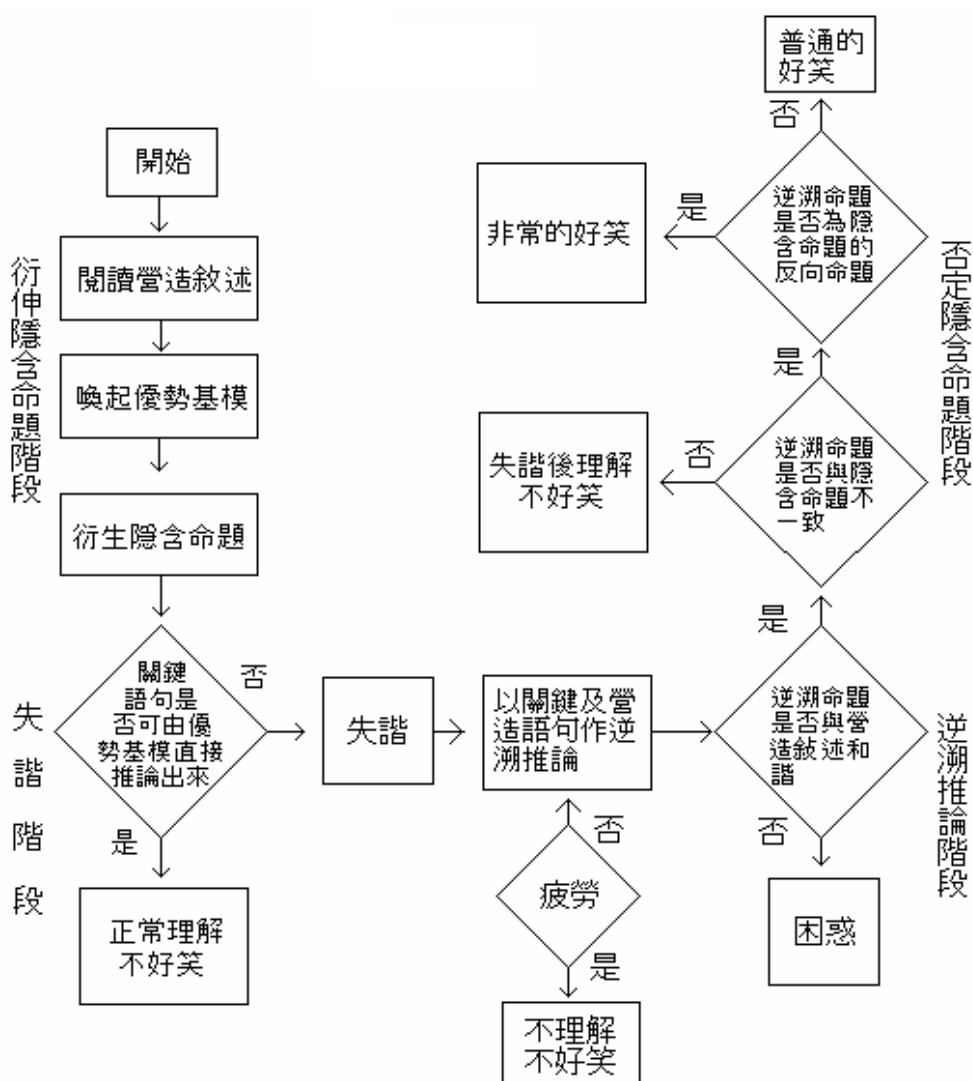 開始
閱讀營造敘述
喚起優勢基模
衍生隱含命題
衍伸隱含命題階段
關鍵
語句是
否可由優
勢基模直接
推論出來
否
是
失諧階段
正常理解
不好笑
失諧
以關鍵及營
造語句作逆
溯推論
否
疲勞
是
不理解
不好笑
逆溯命題
是否與營
造敘述和
諧
是
否
困惑
逆溯推論階段
逆溯命題
是否與隱
含命題不
一致
否
是
失諧後理解
不好笑
逆溯命題
是否為隱
含命題的
反向命題
是
否
非常的好笑
普通的
好笑
否定隱含命題階段